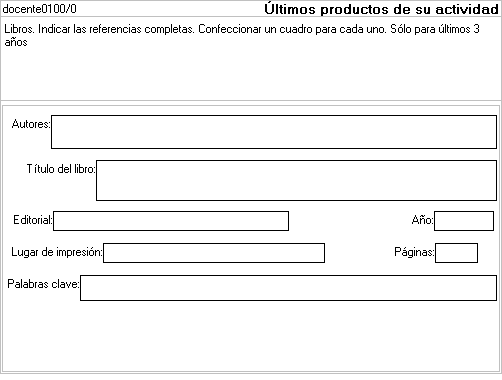 docente0100/0 Últimos productos de su actividad
Libros. Indicar las referencias completas. Confeccionar un cuadro para cada uno. Sólo para últimos 3
años
Autores:
Título del libro:
Editorial: Año:
Lugar de impresión: Páginas:
Palabras clave: